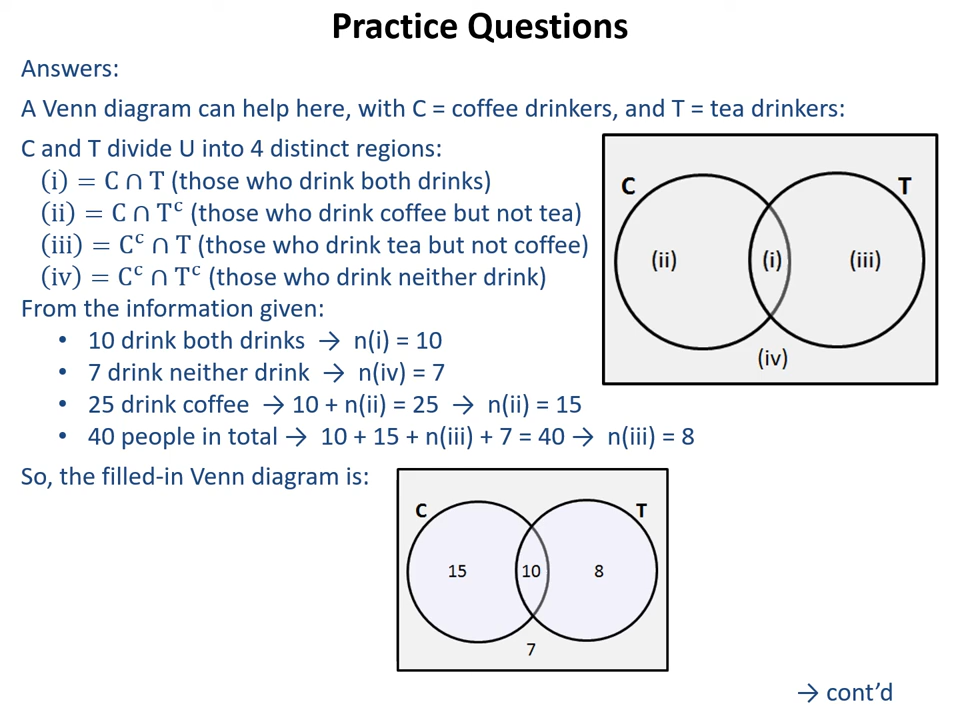 Practice Questions
Answers:
A Venn diagram can help here, with C = coffee drinkers, and T = tea drinkers:
C and T divide U into 4 distinct regions:
(i) = C ∩ T (those who drink both drinks)
(ii) = C ∩ Tᶜ (those who drink coffee but not tea)
(iii) = Cᶜ ∩ T (those who drink tea but not coffee)
(iv) = Cᶜ ∩ Tᶜ (those who drink neither drink)
C T
(ii) (i) (iii)
(iv)
From the information given:
• 10 drink both drinks → n(i) = 10
• 7 drink neither drink → n(iv) = 7
• 25 drink coffee → 10 + n(ii) = 25 → n(ii) = 15
• 40 people in total → 10 + 15 + n(iii) + 7 = 40 → n(iii) = 8
So, the filled-in Venn diagram is:
C T
15 10 8
7
→ cont’d